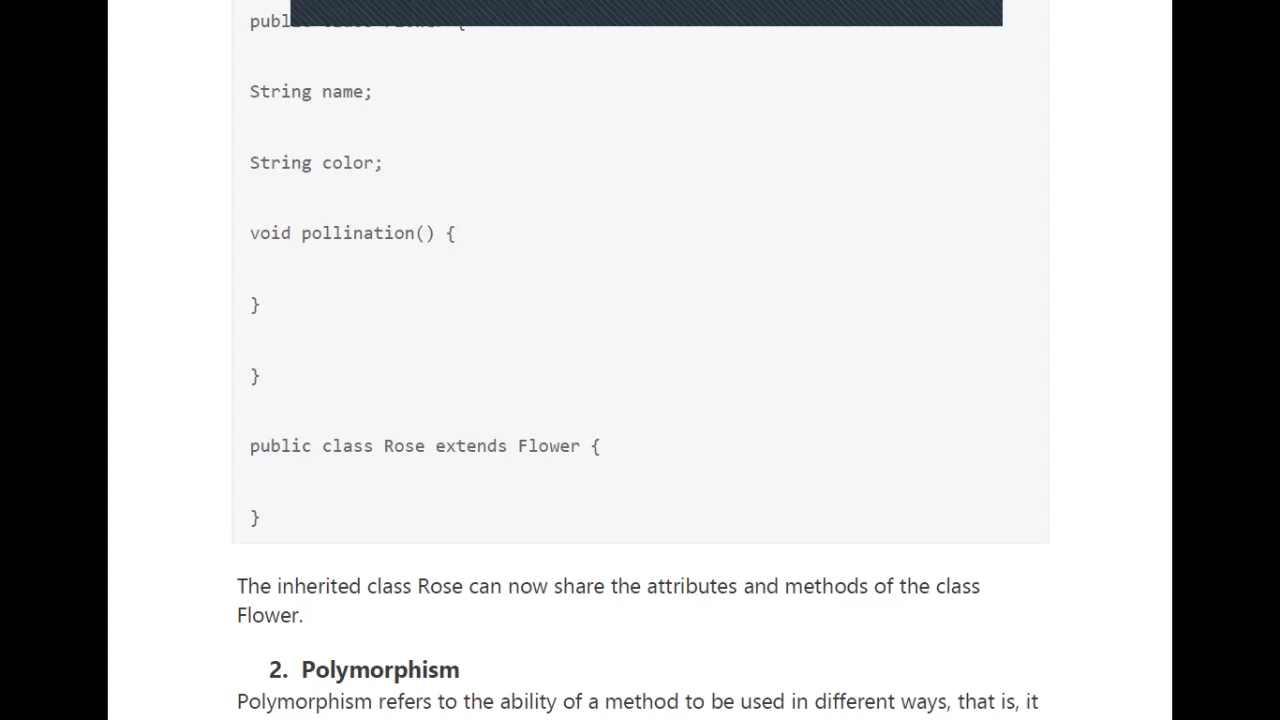 publ
String name;
String color;
void pollination() {
}
}
public class Rose extends Flower {
}
The inherited class Rose can now share the attributes and methods of the class
Flower.
2. Polymorphism
Polymorphism refers to the ability of a method to be used in different ways, that is, it